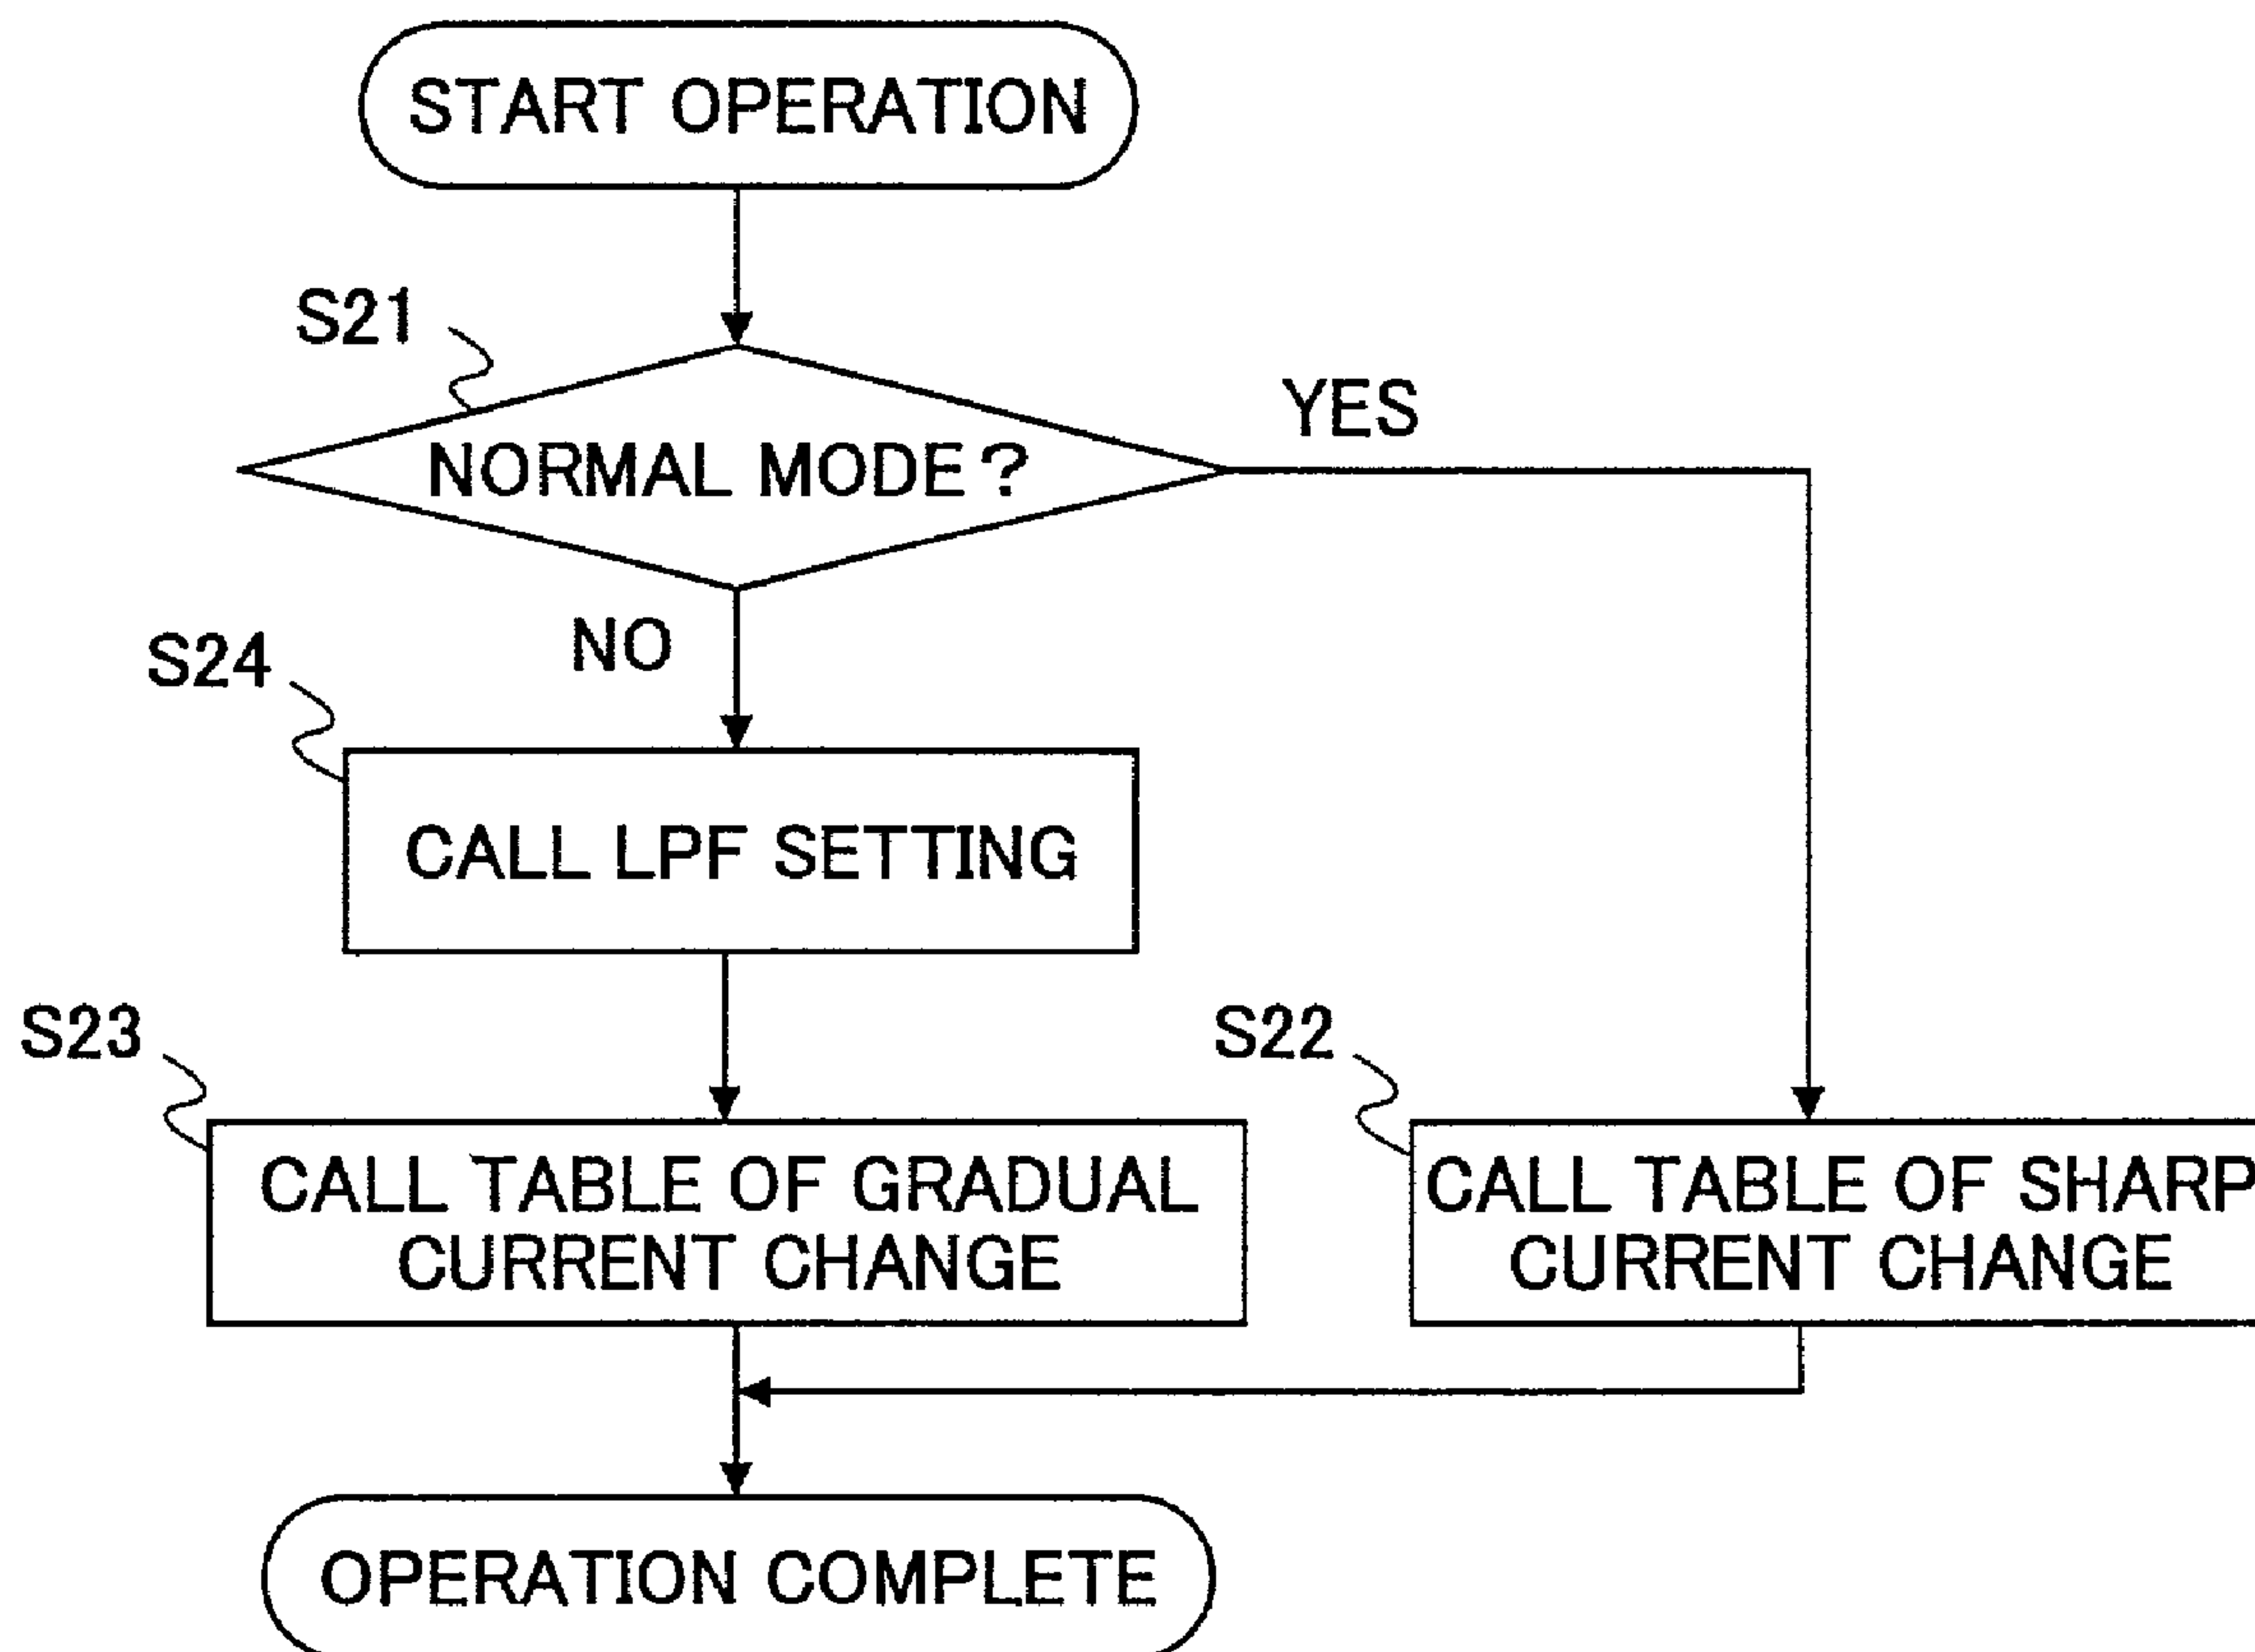 START OPERATION
S21
NORMAL MODE?
YES
NO
S24
CALL LPF SETTING
S23
CALL TABLE OF GRADUAL
CURRENT CHANGE
S22
CALL TABLE OF SHARP
CURRENT CHANGE
OPERATION COMPLETE